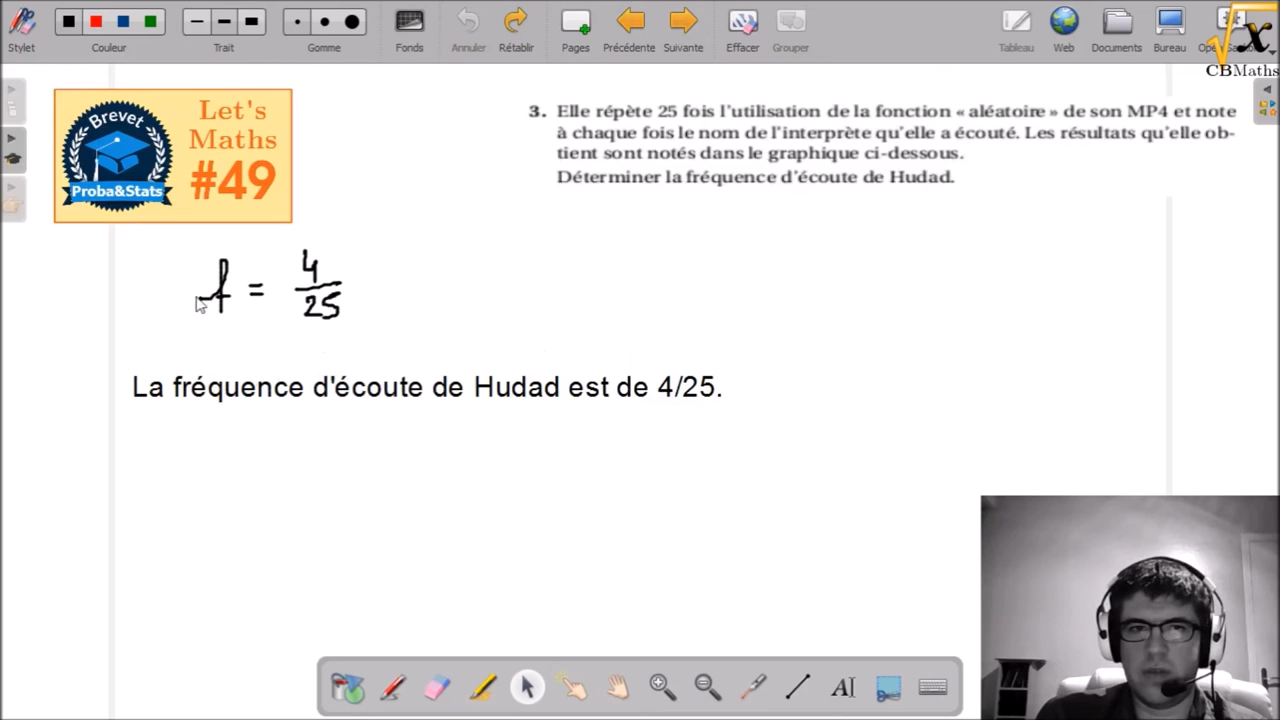 Stylet
Couleur
Trait
Gomme
Fonds
Annuler
Rétablir
Pages
Précédente
Suivante
Effacer
Grouper
Tableau
Web
Documents
Bureau
CBMaths
Brevet
Proba&Stats
Let's
Maths
#49
3. Elle répète 25 fois l'utilisation de la fonction « aléatoire » de son MP4 et note
à chaque fois le nom de l'interprète qu'elle a écouté. Les résultats qu'elle ob-
tient sont notés dans le graphique ci-dessous.
Déterminer la fréquence d'écoute de Hudad.
f = 4/25
La fréquence d'écoute de Hudad est de 4/25.